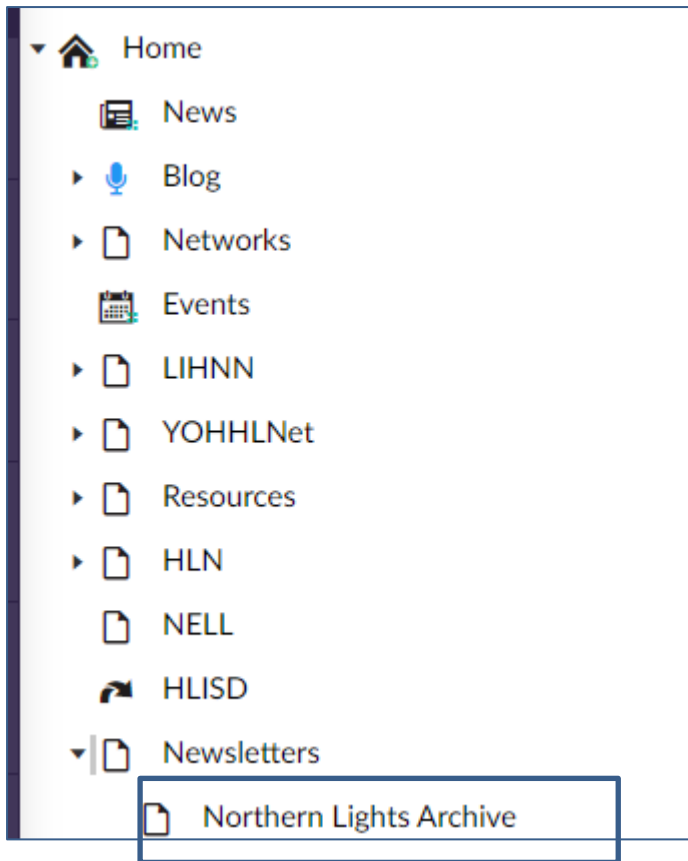 Home
News
Blog
Networks
Events
LIHNN
YOHHLNet
Resources
HLN
NELL
HLISD
Newsletters
Northern Lights Archive